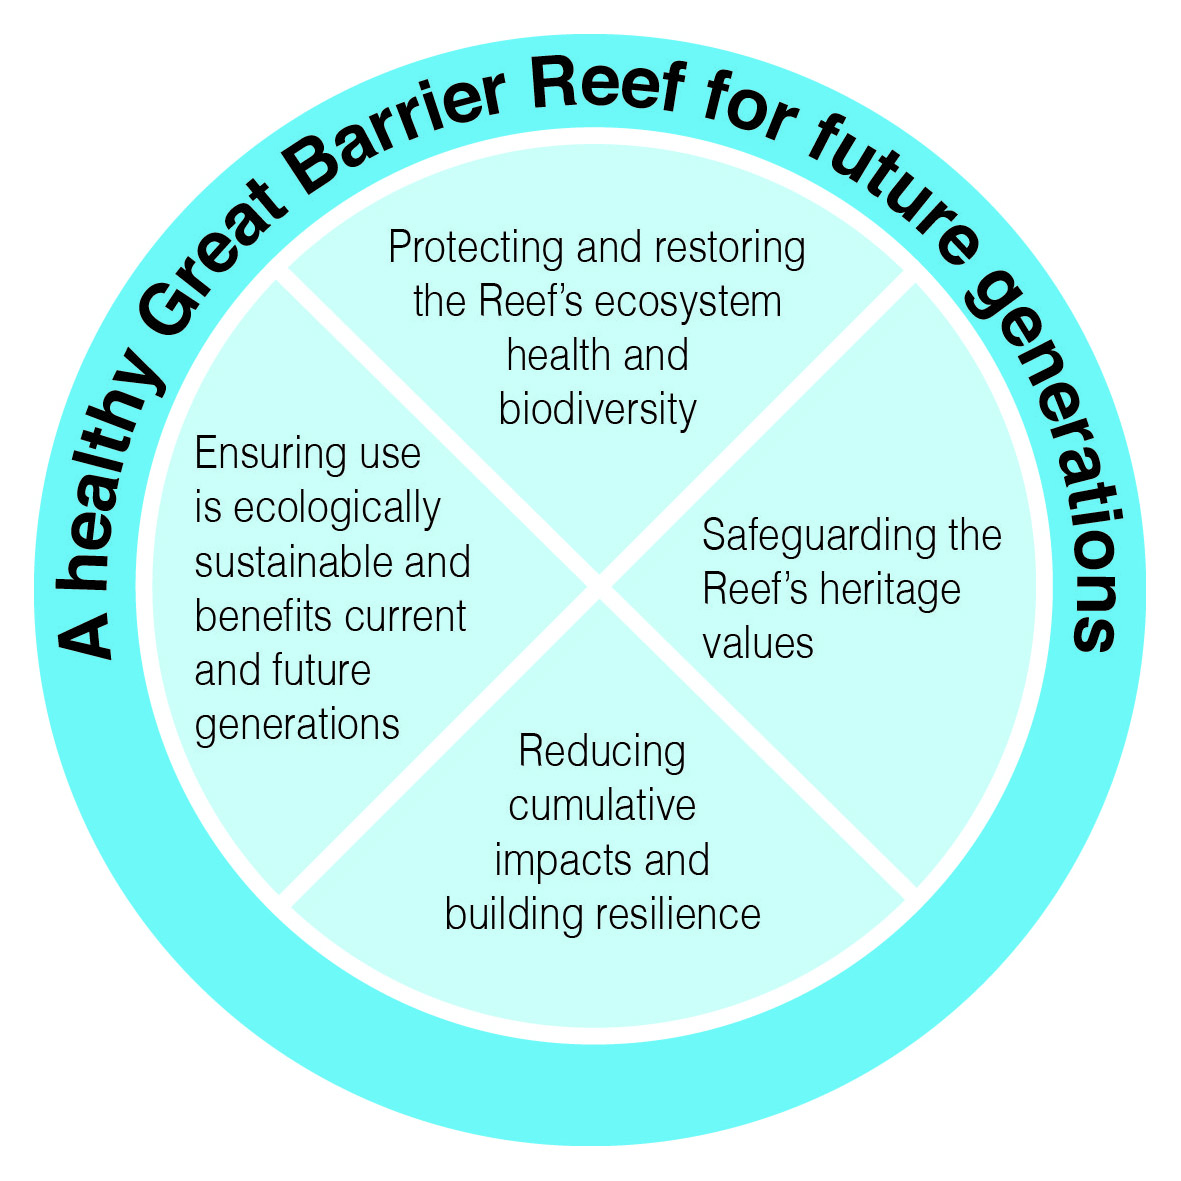 A healthy Great Barrier Reef for future generations
Protecting and restoring
the Reef’s ecosystem
health and
biodiversity
Ensuring use
is ecologically
sustainable and
benefits current
and future
generations
Safeguarding the
Reef’s heritage
values
Reducing
cumulative
impacts and
building resilience